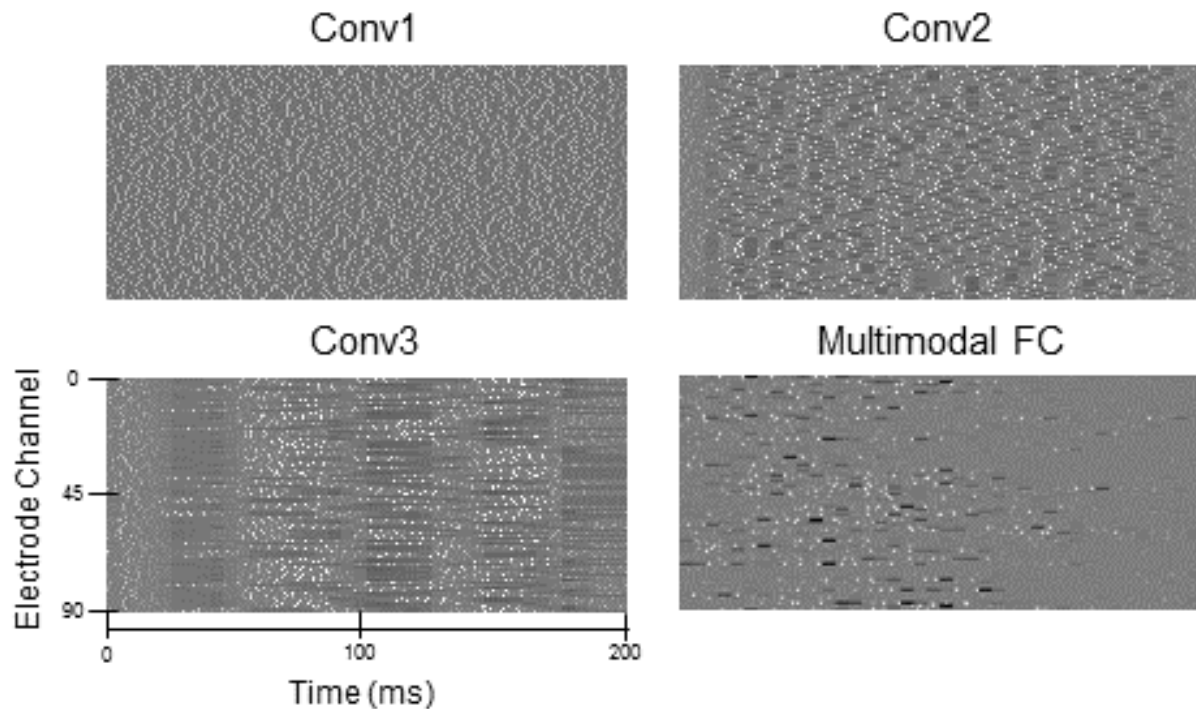 Conv1
Conv2
Conv3
Multimodal FC
Electrode Channel
0
45
90
0
100
200
Time (ms)